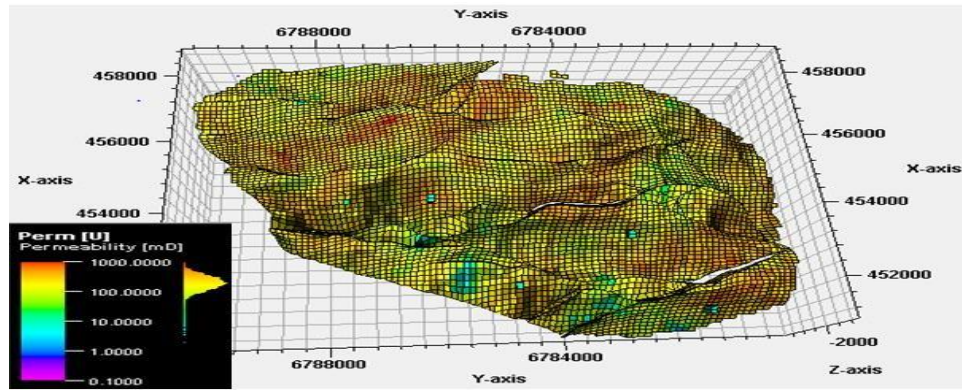 Y-axis
6788000 6784000
458000 458000
456000 456000
X-axis X-axis
454000 454000
Perm [U]
Permeability [mD]
1000.0000
100.0000
10.0000
1.0000
0.1000
452000
-2000
6788000 6784000
Z-axis
Y-axis